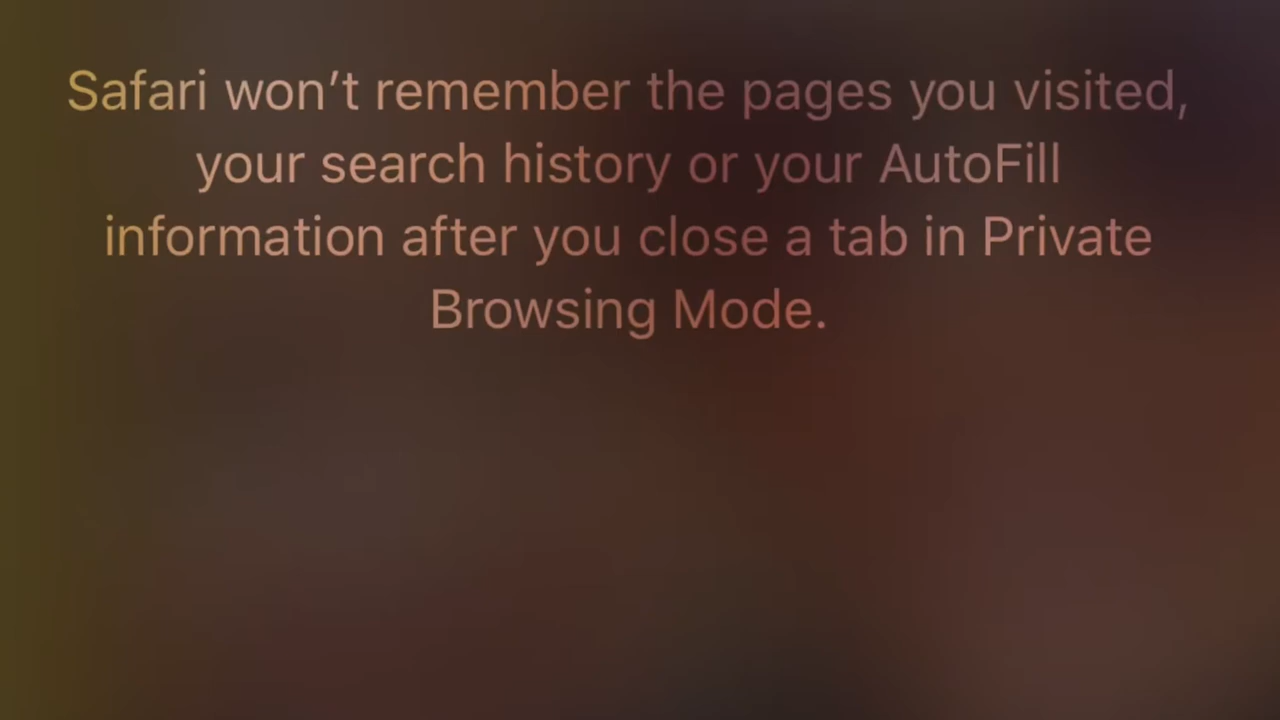 Safari won’t remember the pages you visited,
your search history or your AutoFill
information after you close a tab in Private
Browsing Mode.